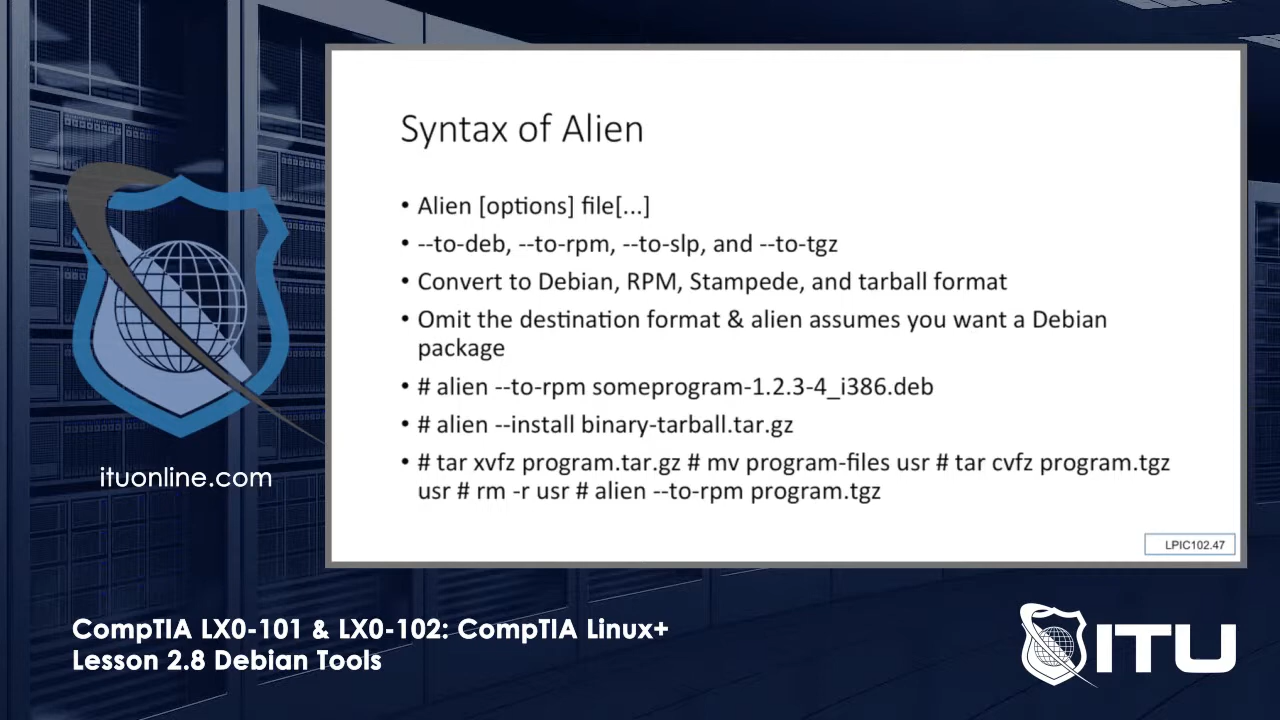 Syntax of Alien
• Alien [options] file[...]
• --to-deb, --to-rpm, --to-slp, and --to-tgz
• Convert to Debian, RPM, Stampede, and tarball format
• Omit the destination format & alien assumes you want a Debian
package
• # alien --to-rpm someprogram-1.2.3-4_i386.deb
• # alien --install binary-tarball.tar.gz
• # tar xvfz program.tar.gz # mv program-files usr # tar cvfz program.tgz
usr # rm -r usr # alien --to-rpm program.tgz
LPIC102.47
ituonline.com
CompTIA LX0-101 & LX0-102: CompTIA Linux+
Lesson 2.8 Debian Tools
ITU